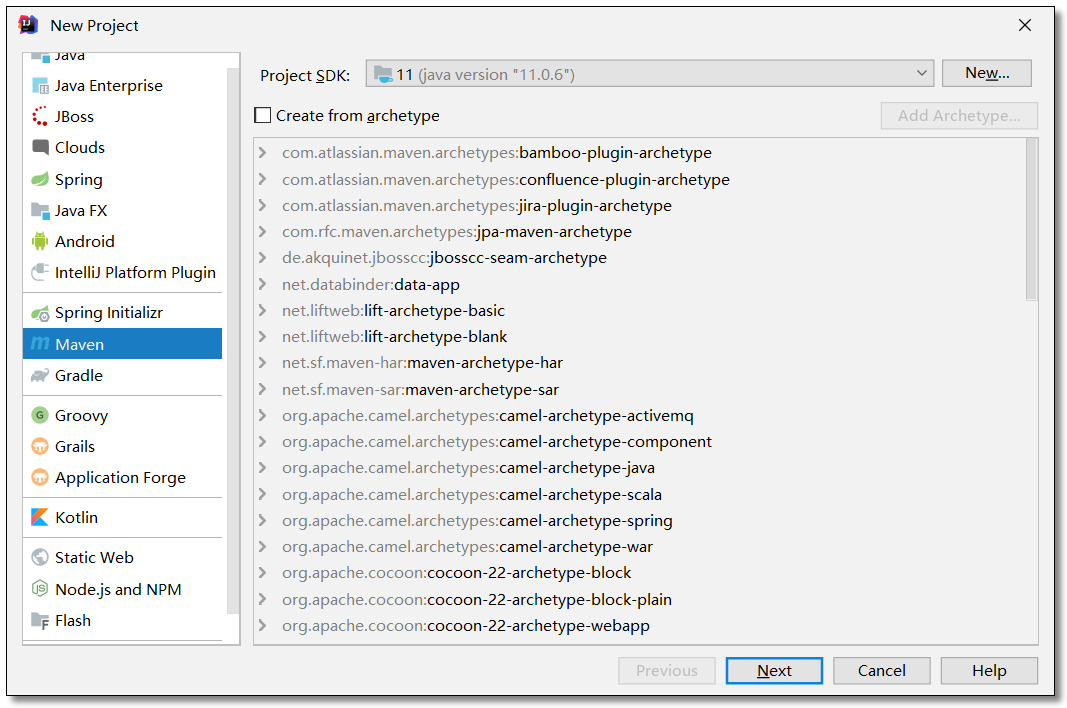 New Project
Java
Java Enterprise
JBoss
Clouds
Spring
Java FX
Android
IntelliJ Platform Plugin
Spring Initializr
Maven
Gradle
Groovy
Grails
Application Forge
Kotlin
Static Web
Node.js and NPM
Flash
Project SDK: 11 (java version "11.0.6") New...
Create from archetype Add Archetype...
com.atlassian.maven.archetypes:bamboo-plugin-archetype
com.atlassian.maven.archetypes:confluence-plugin-archetype
com.atlassian.maven.archetypes:jira-plugin-archetype
com.rfc.maven.archetypes:jpa-maven-archetype
de.akquinet.jbosscc:jbosscc-seam-archetype
net.databinder:data-app
net.liftweb:lift-archetype-basic
net.liftweb:lift-archetype-blank
net.sf.maven-har:maven-archetype-har
net.sf.maven-sar:maven-archetype-sar
org.apache.camel.archetypes:camel-archetype-activemq
org.apache.camel.archetypes:camel-archetype-component
org.apache.camel.archetypes:camel-archetype-java
org.apache.camel.archetypes:camel-archetype-scala
org.apache.camel.archetypes:camel-archetype-spring
org.apache.camel.archetypes:camel-archetype-war
org.apache.cocoon:cocoon-22-archetype-block
org.apache.cocoon:cocoon-22-archetype-block-plain
org.apache.cocoon:cocoon-22-archetype-webapp
Previous Next Cancel Help